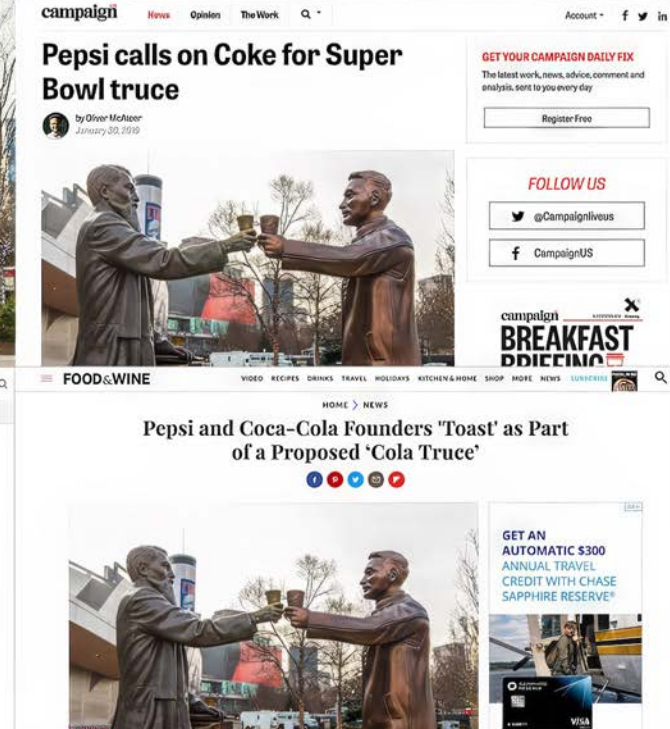 campaign US
News Opinion The Work
Account
Pepsi calls on Coke for Super
Bowl truce
by Oliver McAteer
January 30, 2019
GET YOUR CAMPAIGN DAILY FIX
The latest work, news, advice, comment and
analysis, sent to you every day
Register Free
FOLLOW US
@Campaignliveus
CampaignUS
campaign
BREAKFAST
BRIEFING
FOOD&WINE
VIDEO RECIPES DRINKS TRAVEL HOLIDAYS KITCHEN & HOME SHOP MORE NEWS SUBSCRIBE
HOME > NEWS
Pepsi and Coca-Cola Founders 'Toast' as Part
of a Proposed ‘Cola Truce’
GET AN
AUTOMATIC $300
ANNUAL TRAVEL
CREDIT WITH CHASE
SAPPHIRE RESERVE®
VISA